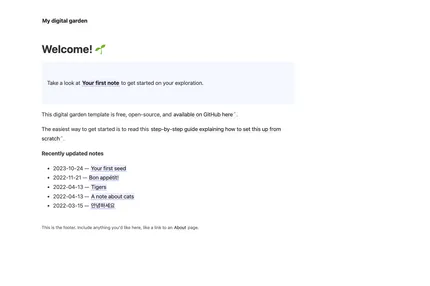 My digital garden
Welcome! 🌱
Take a look at Your first note to get started on your exploration.
This digital garden template is free, open-source, and available on GitHub here.
The easiest way to get started is to read this step-by-step guide explaining how to set this up from
scratch.
Recently updated notes
2023-10-24 — Your first seed
2022-11-21 — Bon appétit!
2022-04-13 — Tigers
2022-04-13 — A note about cats
2022-03-15 — 안녕하세요
This is the footer. Include anything you'd like here, like a link to an About page.